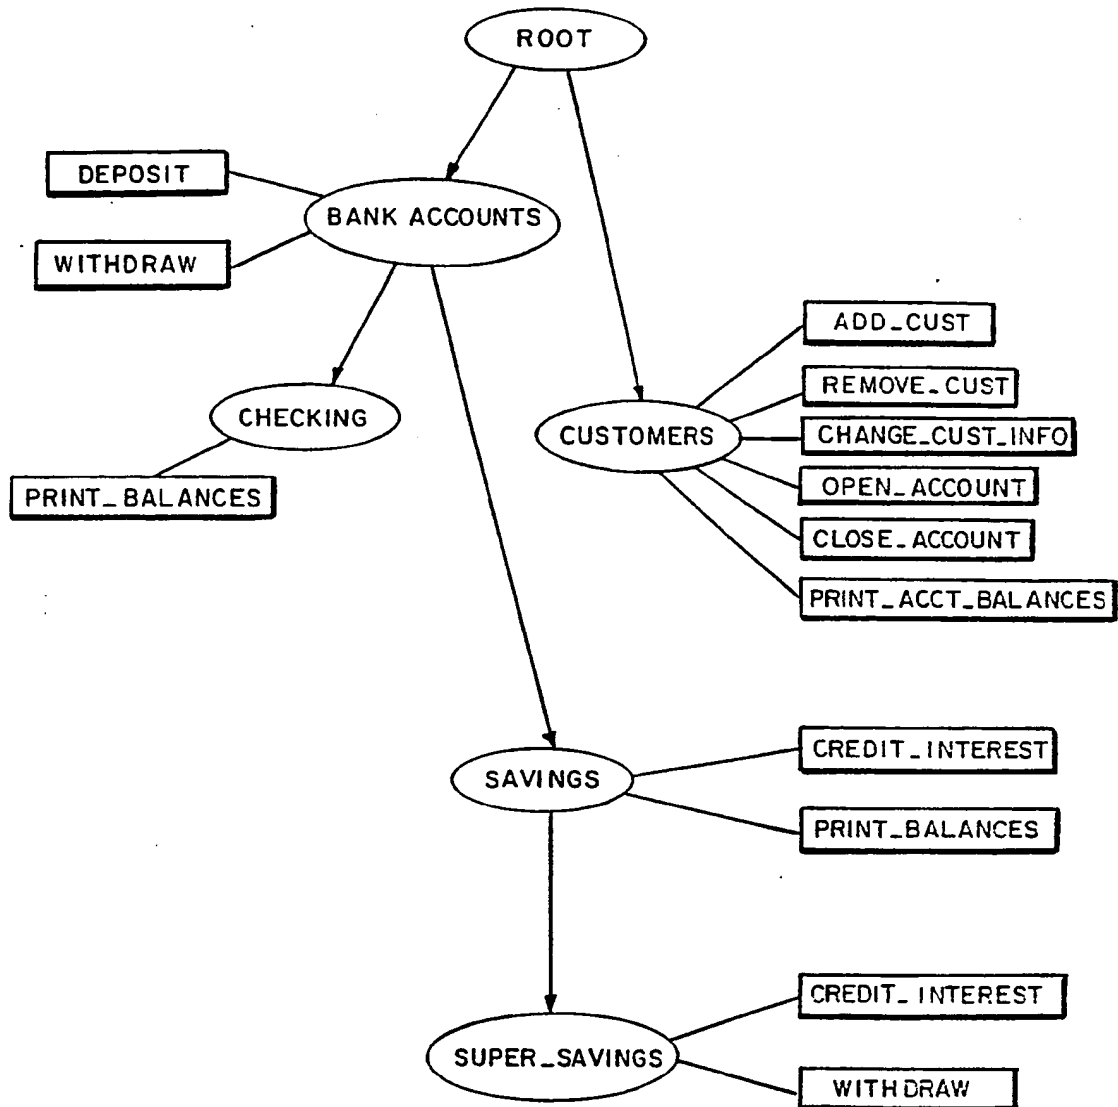 ROOT
DEPOSIT
BANK ACCOUNTS
WITHDRAW
ADD_CUST
REMOVE_CUST
CHECKING
CUSTOMERS
CHANGE_CUST_INFO
PRINT_BALANCES
OPEN_ACCOUNT
CLOSE_ACCOUNT
PRINT_ACCT_BALANCES
CREDIT_INTEREST
SAVINGS
PRINT_BALANCES
CREDIT_INTEREST
SUPER_SAVINGS
WITHDRAW